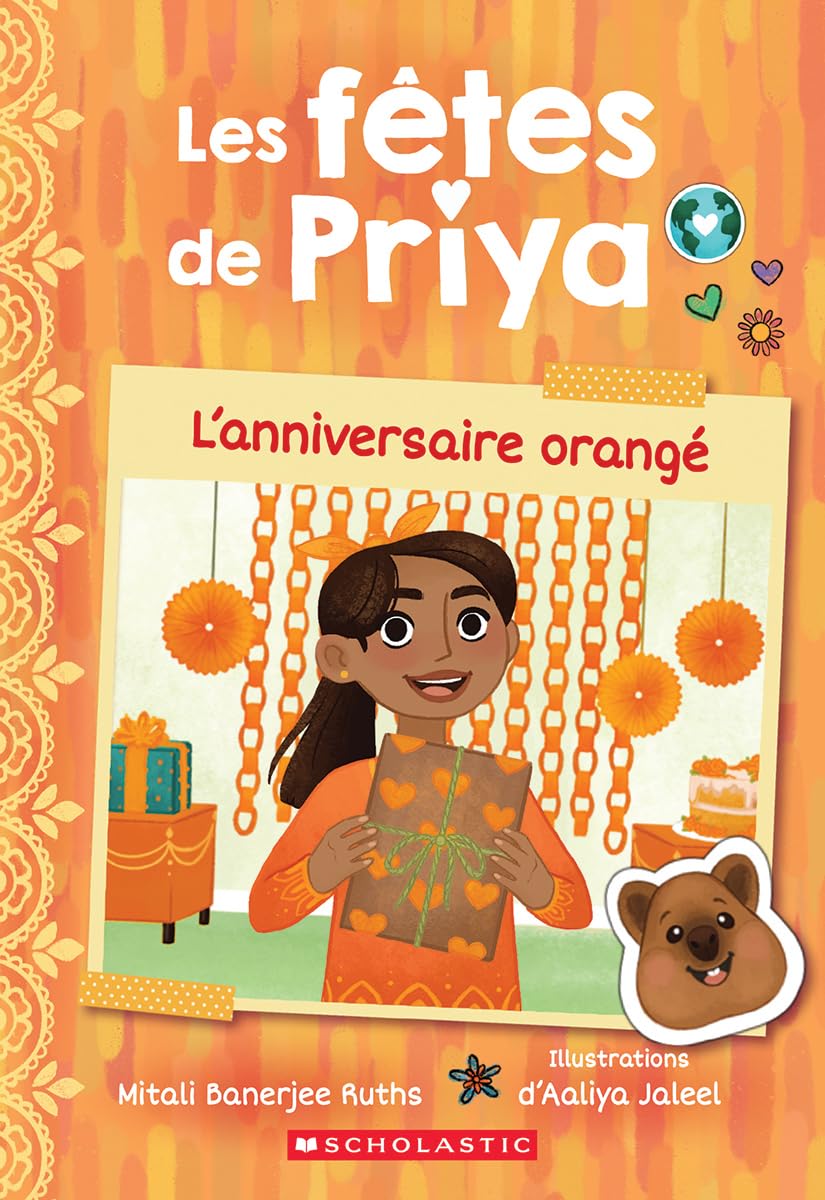 Les fêtes
de Priya
L'anniversaire orangé
Mitali Banerjee Ruths
Illustrations
d'Aaliya Jaleel
SCHOLASTIC